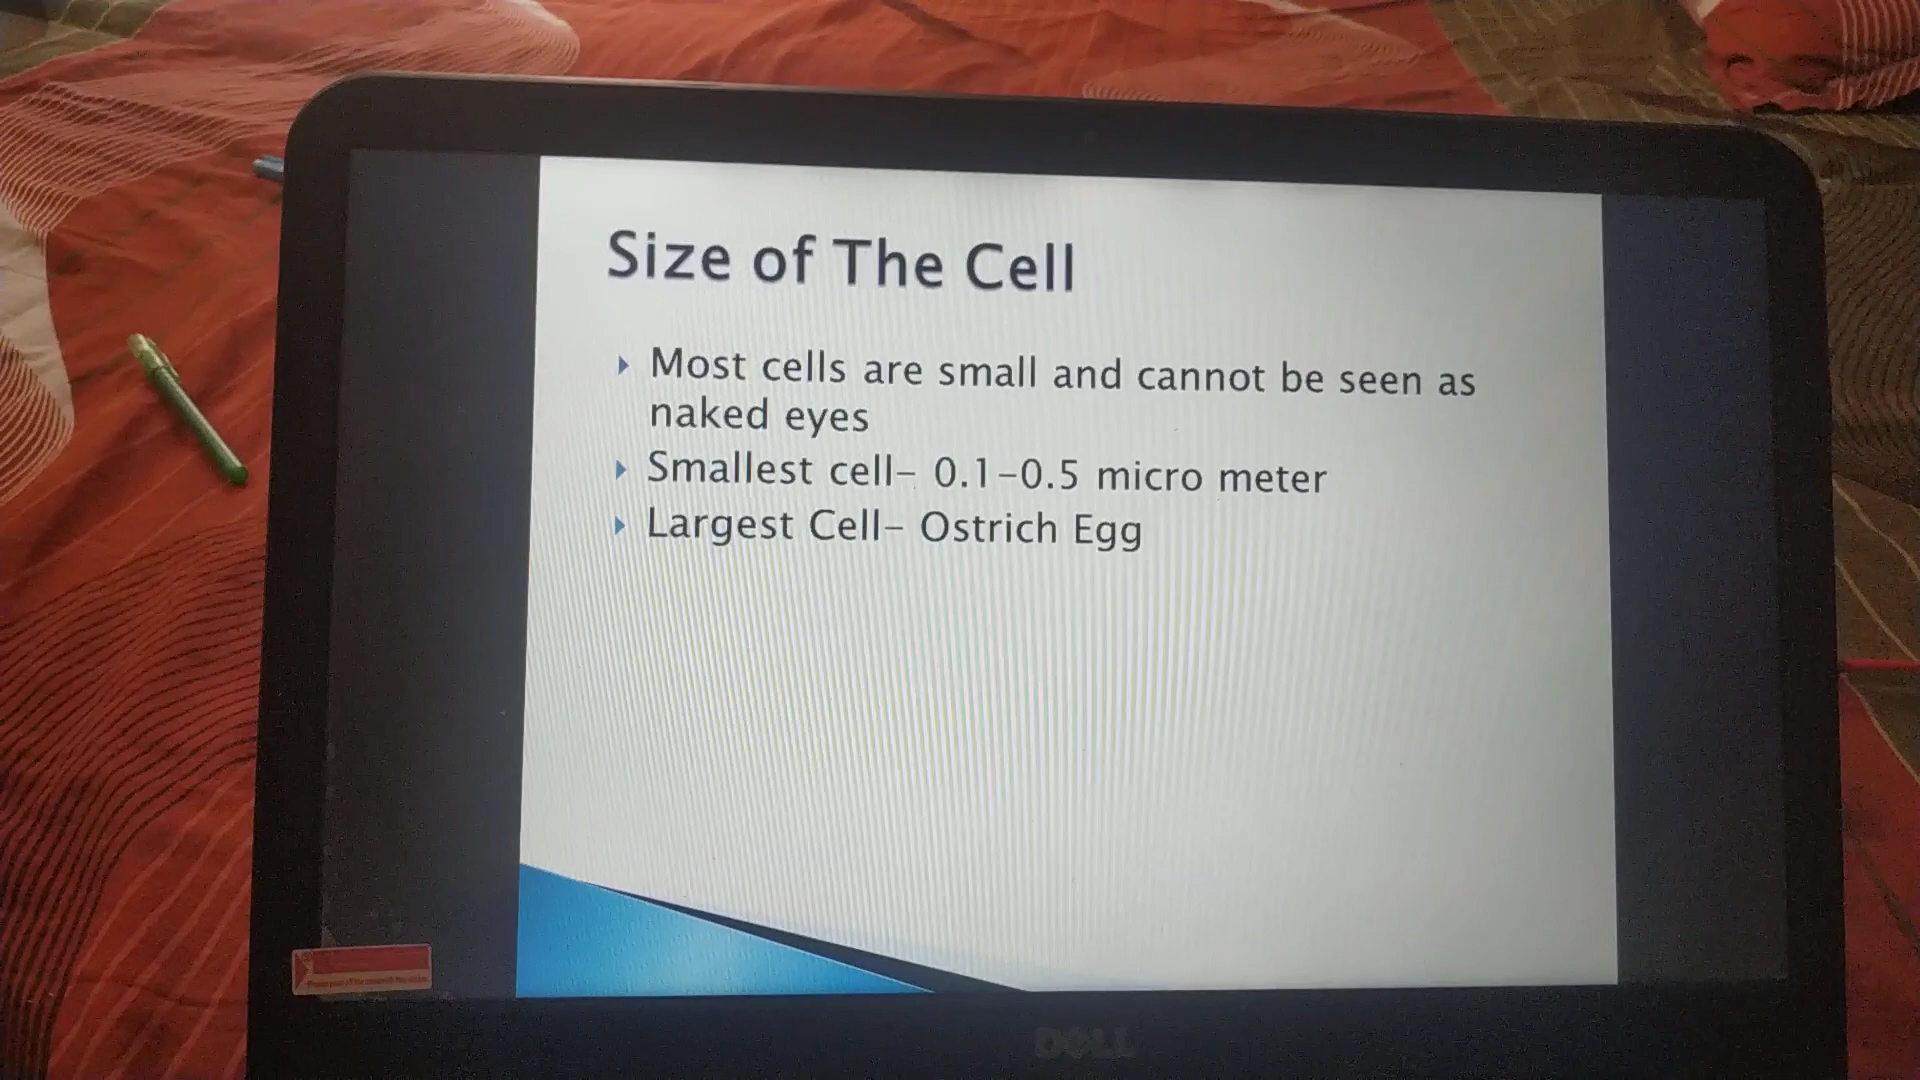 Size of The Cell
Most cells are small and cannot be seen as
naked eyes
Smallest cell- 0.1-0.5 micro meter
Largest Cell- Ostrich Egg
DELL